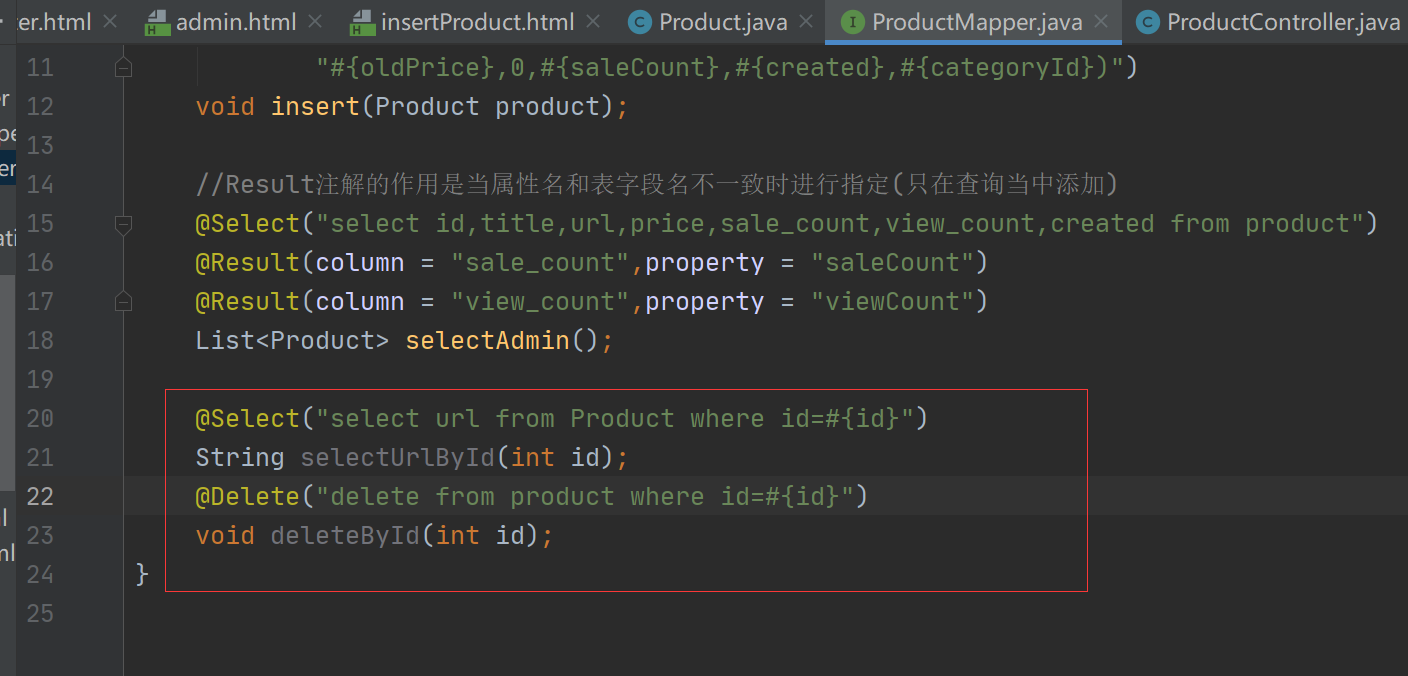 er.html admin.html insertProduct.html Product.java ProductMapper.java ProductController.java
11 "#{oldPrice},0,#{saleCount},#{created},#{categoryId})")
12 void insert(Product product);
13
14 //Result注解的作用是当属性名和表字段名不一致时进行指定(只在查询当中添加)
15 @Select("select id,title,url,price,sale_count,view_count,created from product")
16 @Result(column = "sale_count",property = "saleCount")
17 @Result(column = "view_count",property = "viewCount")
18 List<Product> selectAdmin();
19
20 @Select("select url from Product where id=#{id}")
21 String selectUrlById(int id);
22 @Delete("delete from product where id=#{id}")
23 void deleteById(int id);
24 }
25